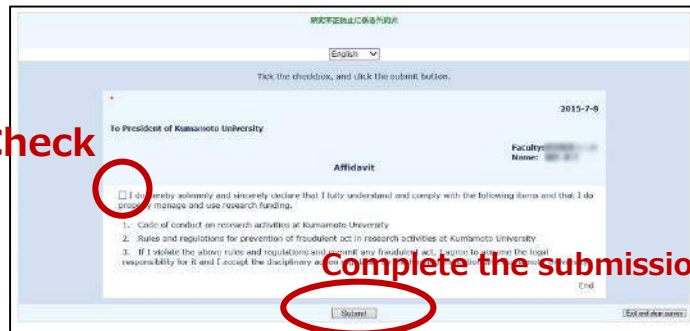 研究不正防止に係る誓約書
English
Tick the checkbox, and click the submit button.
*
2015-7-8
To President of Kumamoto University
Faculty:
Name:
Affidavit
Check
I do hereby solemnly and sincerely declare that I fully understand and comply with the following items and that I do
properly manage and use research funding.
1. Code of conduct on research activities at Kumamoto University
2. Rules and regulations for prevention of fraudulent act in research activities at Kumamoto University
3. If I violate the above rules and regulations and commit any fraudulent act, I agree to assume the legal
responsibility for it and I accept the disciplinary
Complete the submissio
End
Submit
Exit and clear survey